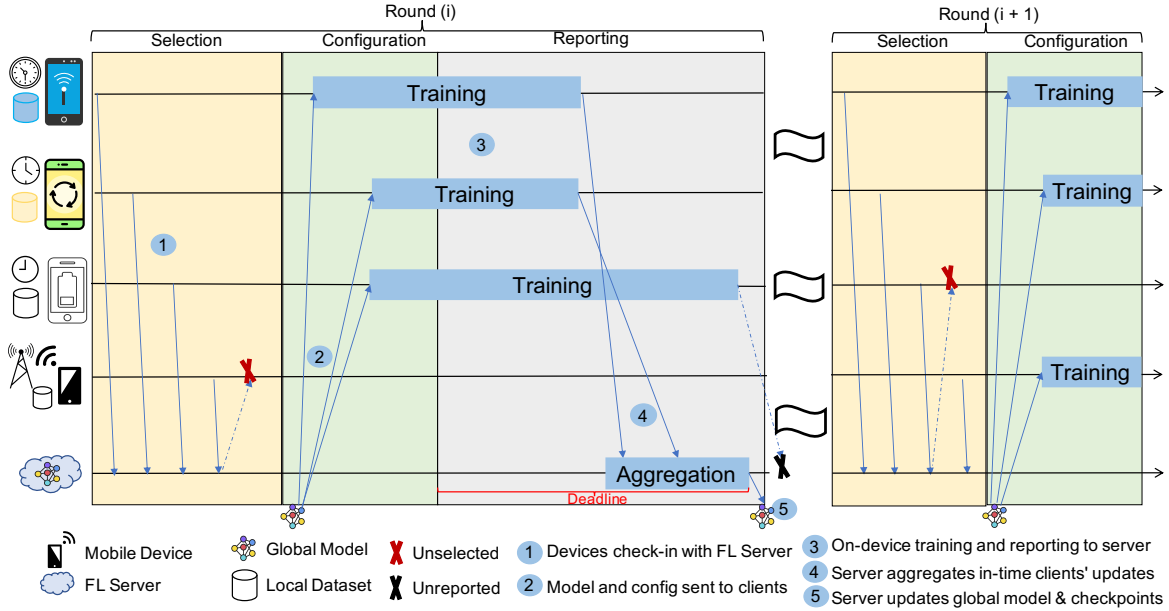 Round (i)
Round (i + 1)
Selection
Configuration
Reporting
Selection
Configuration
Training
Training
3
Training
Training
1
Training
2
Training
4
Aggregation
Deadline
5
Mobile Device
Global Model
Unselected
1 Devices check-in with FL Server
3 On-device training and reporting to server
FL Server
Local Dataset
Unreported
2 Model and config sent to clients
4 Server aggregates in-time clients' updates
5 Server updates global model & checkpoints